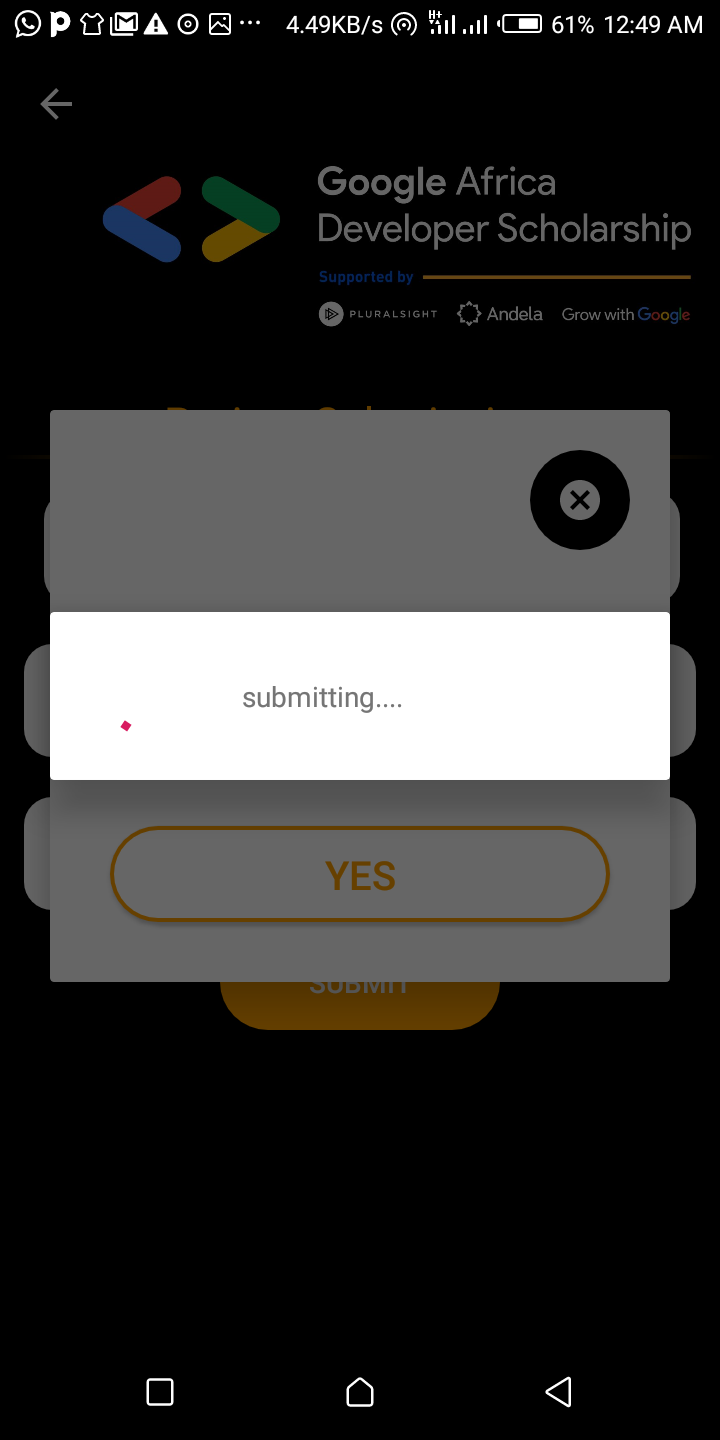 4.49KB/s H+ 61% 12:49 AM
Google Africa
Developer Scholarship
Supported by
PLURALSIGHT Andela Grow with Google
submitting....
YES
SUBMIT